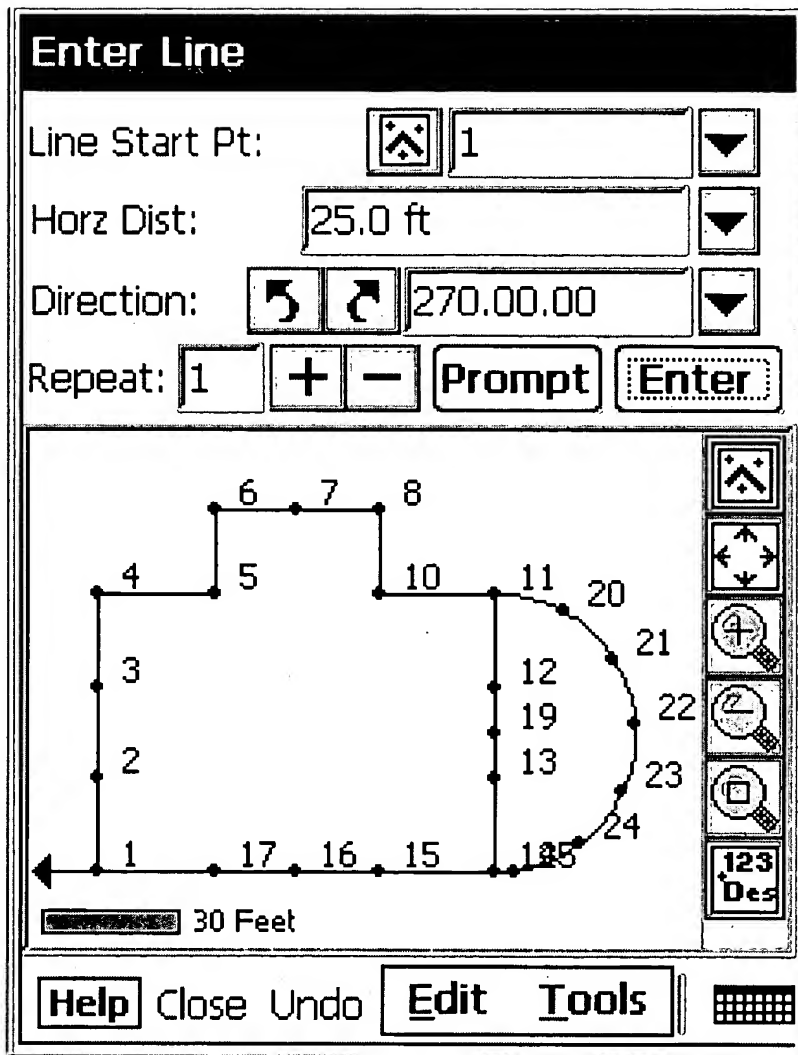 Enter Line
Line Start Pt: 1
Horz Dist: 25.0 ft
Direction: 270.00.00
Repeat: 1 + − Prompt Enter
6 7 8
4 5 10 11 20
21
3 12
19 22
2 13
23
24
1 17 16 15
123
Des
30 Feet
Help Close Undo Edit Tools